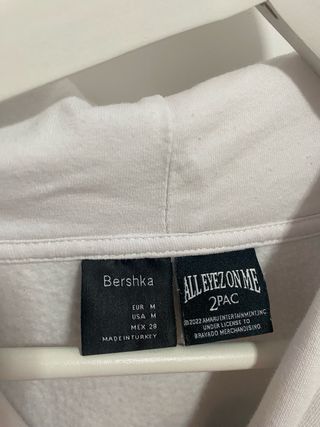 Bershka
EUR M
USA M
MEX 28
MADE IN TURKEY
ALL EYEZ ON ME
2PAC
© 2022 AMARU ENTERTAINMENT, INC.
UNDER LICENSE TO
BRAVADO MERCHANDISING